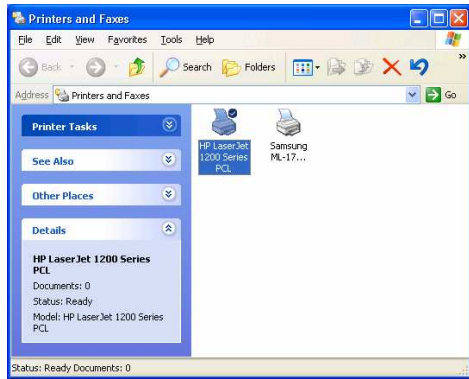 Printers and Faxes
File Edit View Favorites Tools Help
Back Search Folders »
Address Printers and Faxes Go
Printer Tasks
See Also
Other Places
Details
HP LaserJet 1200 Series
PCL
Documents: 0
Status: Ready
Model: HP LaserJet 1200 Series
PCL
HP LaserJet
1200 Series
PCL
Samsung
ML-17...
Status: Ready Documents: 0